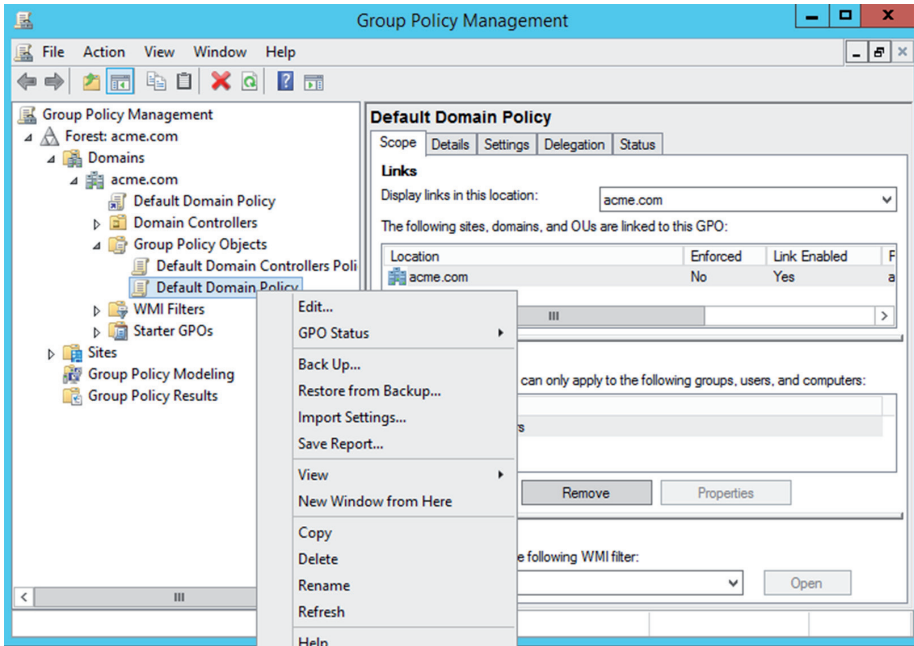 Group Policy Management
File Action View Window Help
Group Policy Management
Forest: acme.com
Domains
acme.com
Default Domain Policy
Domain Controllers
Group Policy Objects
Default Domain Controllers Poli
Default Domain Policy
WMI Filters
Starter GPOs
Sites
Group Policy Modeling
Group Policy Results
Default Domain Policy
Scope Details Settings Delegation Status
Links
Display links in this location: acme.com
The following sites, domains, and OUs are linked to this GPO:
Location Enforced Link Enabled P
acme.com No Yes a
can only apply to the following groups, users, and computers:
s
Remove Properties
e following WMI filter:
Open
Edit...
GPO Status
Back Up...
Restore from Backup...
Import Settings...
Save Report...
View
New Window from Here
Copy
Delete
Rename
Refresh
Help